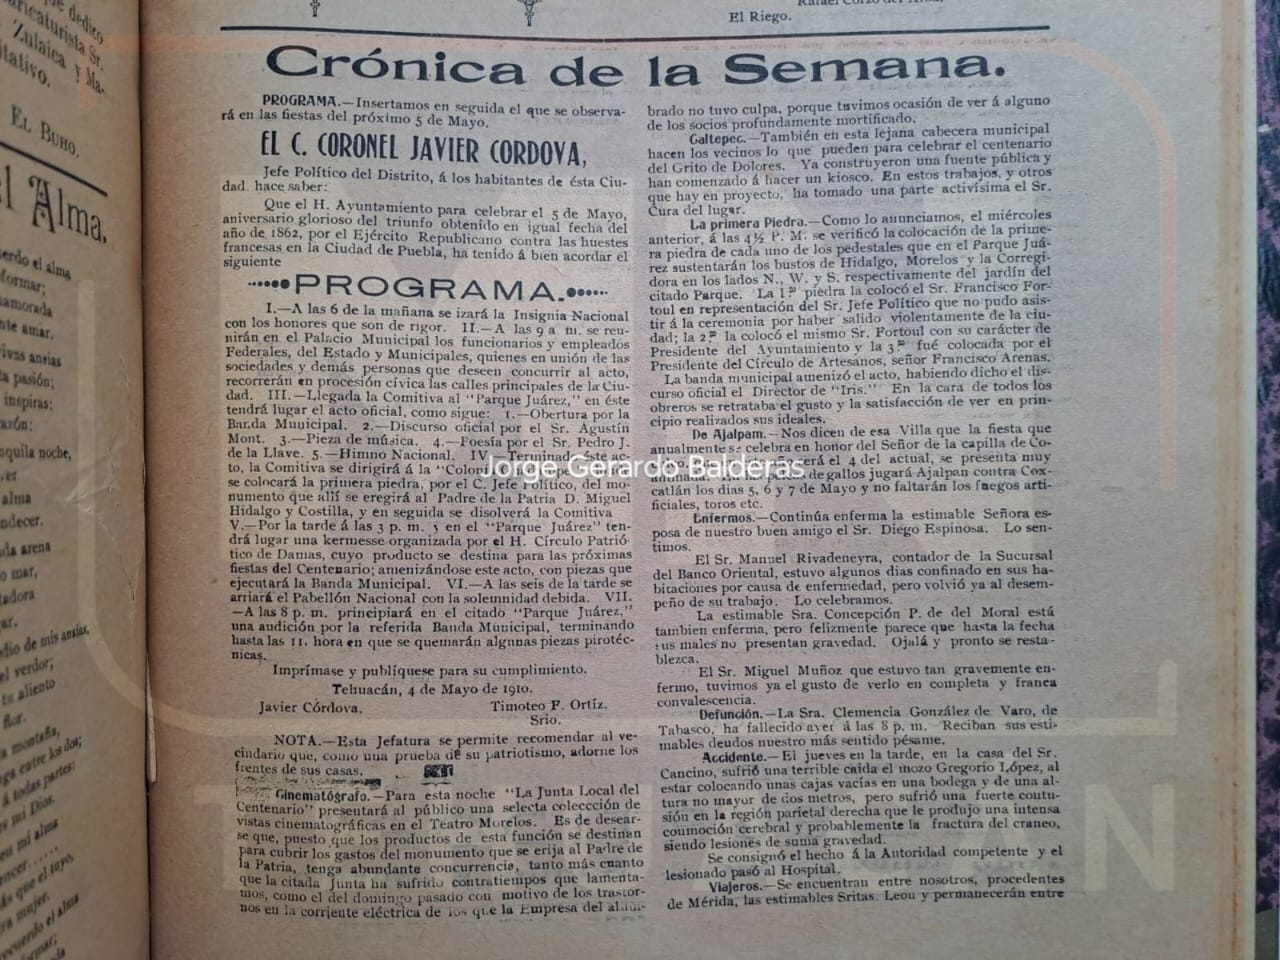 que dedico
caricaturista Sr.
Zulaica y Ma-
tativo.
EL BUHO.
el Alma.
El Riego.
Crónica de la Semana.
PROGRAMA.—Insertamos en seguida el que se observa-
rá en las fiestas del próximo 5 de Mayo.
EL C. CORONEL JAVIER CORDOVA,
Jefe Político del Distrito, á los habitantes de ésta Ciu-
dad, hace saber:
Que el H. Ayuntamiento para celebrar el 5 de Mayo,
aniversario glorioso del triunfo obtenido en igual fecha del
año de 1862, por el Ejército Republicano contra las huestes
francesas en la Ciudad de Puebla, ha tenido á bien acordar el
siguiente
PROGRAMA.
I.—A las 6 de la mañana se izará la Insignia Nacional
con los honores que son de rigor. II.—A las 9 a. m. se reu-
nirán en el Palacio Municipal los funcionarios y empleados
Federales, del Estado y Municipales, quienes en unión de las
sociedades y demás personas que deseen concurrir al acto,
recorrerán en procesión cívica las calles principales de la Ciu-
dad. III.—Llegada la Comitiva al "Parque Juárez," en éste
tendrá lugar el acto oficial, como sigue: 1.—Obertura por la
Banda Municipal. 2.—Discurso oficial por el Sr. Agustín
Mont. 3.—Pieza de música. 4.—Poesía por el Sr. Pedro J.
de la Llave. 5.—Himno Nacional. IV.—Terminado éste ac-
to, la Comitiva se dirigirá á la "Colon
se colocará la primera piedra, por el C. Jefe Político, del mo-
numento que allí se eregirá al Padre de la Patria D. Miguel
Hidalgo y Costilla, y en seguida se disolverá la Comitiva
V.—Por la tarde á las 3 p. m. y en el "Parque Juárez" ten-
drá lugar una kermesse organizada por el H. Círculo Patrió-
tico de Damas, cuyo producto se destina para las próximas
fiestas del Centenario; amenizándose este acto, con piezas que
ejecutará la Banda Municipal. VI.—A las seis de la tarde se
arriará el Pabellón Nacional con la solemnidad debida. VII.
—A las 8 p. m. principiará en el citado "Parque Juárez,"
una audición por la referida Banda Municipal, terminando
hasta las 11. hora en que se quemarán algunas piezas pirotéc-
nicas.
Imprímase y publíquese para su cumplimiento.
Tehuacán, 4 de Mayo de 1910.
Javier Córdova. Timoteo F. Ortíz.
Srio.
NOTA.—Esta Jefatura se permite recomendar al ve-
cindario que, como una prueba de su patriotismo, adorne los
frentes de sus casas.
Cinematógrafo.—Para esta noche "La Junta Local del
Centenario" presentará al público una selecta coleccción de
vistas cinematográficas en el Teatro Morelos. Es de desear-
se que, puesto que los productos de esta función se destinan
para cubrir los gastos del monumento que se erija al Padre de
la Patria, tenga abundante concurrencia, tanto más cuanto
que la citada Junta ha sufrido contratiempos que lamenta-
mos, como el del domingo pasado con motivo de los trastor-
nos en la corriente eléctrica de los que la Empresa del alum-
brado no tuvo culpa, porque tuvimos ocasión de ver á alguno
de los socios profundamente mortificado.
Caltepec.—También en esta lejana cabecera municipal
hacen los vecinos lo que pueden para celebrar el centenario
del Grito de Dolores. Ya construyeron una fuente pública y
han comenzado á hacer un kiosco. En estos trabajos, y otros
que hay en proyecto, ha tomado una parte activísima el Sr.
Cura del lugar.
La primera Piedra.—Como lo anunciamos, el miércoles
anterior, á las 4½ P. M. se verificó la colocación de la prime-
ra piedra de cada uno de los pedestales que en el Parque Juá-
rez sustentarán los bustos de Hidalgo, Morelos y la Corregi-
dora en los lados N., W. y S. respectivamente del jardín del
citado Parque. La 1.ª piedra la colocó el Sr. Francisco For-
toul en representación del Sr. Jefe Político que no pudo asis-
tir á la ceremonia por haber salido violentamente de la ciu-
dad; la 2.ª la colocó el mismo Sr. Fortoul con su carácter de
Presidente del Ayuntamiento y la 3.ª fué colocada por el
Presidente del Círculo de Artesanos, señor Francisco Arenas.
La banda municipal amenizó el acto, habiendo dicho el dis-
curso oficial el Director de "Iris." En la cara de todos los
obreros se retrataba el gusto y la satisfacción de ver en prin-
cipio realizados sus ideales.
De Ajalpam.—Nos dicen de esa Villa que la fiesta que
anualmente se celebra en honor del Señor de la capilla de Co-
será el 4 del actual, se presenta muy
de gallos jugará Ajalpan contra Cox-
catlán los dias 5, 6 y 7 de Mayo y no faltarán los fuegos arti-
ficiales, toros etc.
Enfermos.—Continúa enferma la estimable Señora es-
posa de nuestro buen amigo el Sr. Diego Espinosa. Lo sen-
timos.
El Sr. Manuel Rivadeneyra, contador de la Sucursal
del Banco Oriental, estuvo algunos dias confinado en sus ha-
bitaciones por causa de enfermedad, pero volvió ya al desem-
peño de su trabajo. Lo celebramos.
La estimable Sra. Concepción P. de del Moral está
tambien enferma, pero felizmente parece que hasta la fecha
sus males no presentan gravedad. Ojalá y pronto se resta-
blezca.
El Sr. Miguel Muñoz que estuvo tan gravemente en-
fermo, tuvimos ya el gusto de verlo en completa y franca
convalescencia.
Defunción.—La Sra. Clemencia González de Varo, de
Tabasco, ha fallecido ayer á las 8 p. m. Reciban sus esti-
mables deudos nuestro más sentido pésame.
Accidente.—El jueves en la tarde, en la casa del Sr.
Cancino, sufrió una terrible caida el mozo Gregorio López, al
estar colocando unas cajas vacías en una bodega y de una al-
tura no mayor de dos metros, pero sufrió una fuerte contu-
sión en la región parietal derecha que le produjo una intensa
conmoción cerebral y probablemente la fractura del craneo,
siendo lesiones de suma gravedad.
Se consignó el hecho á la Autoridad competente y el
lesionado pasó al Hospital.
Viajeros.—Se encuentran entre nosotros, procedentes
de Mérida, las estimables Sritas. Leon y permanecerán entre
Jorge Gerardo Balderas